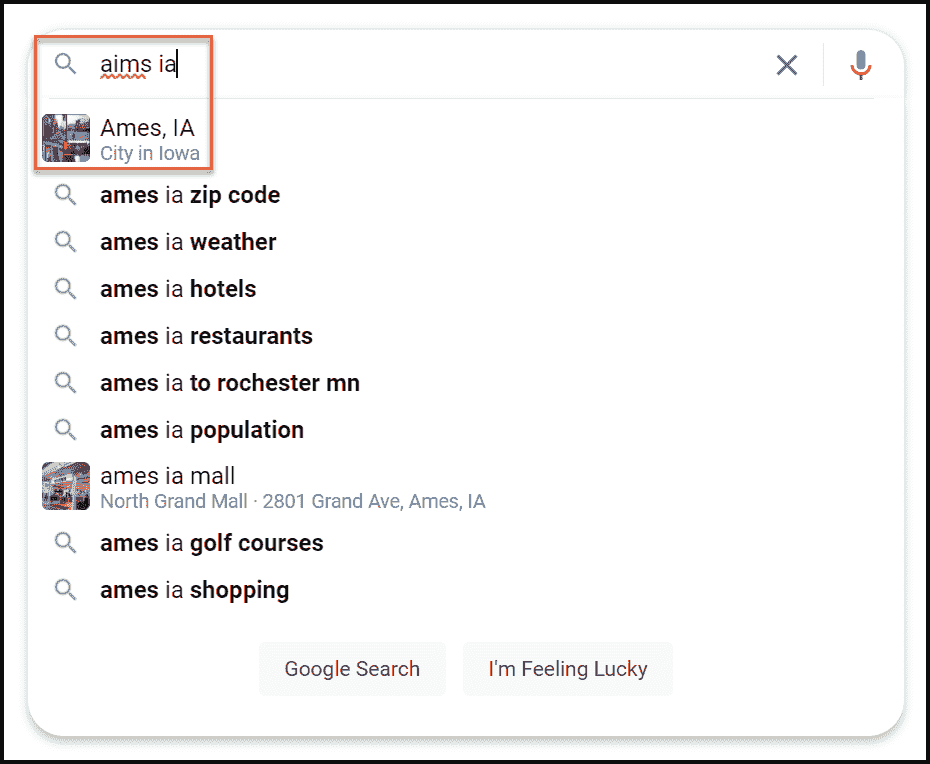 aims ia
Ames, IA
City in Iowa
ames ia zip code
ames ia weather
ames ia hotels
ames ia restaurants
ames ia to rochester mn
ames ia population
ames ia mall
North Grand Mall · 2801 Grand Ave, Ames, IA
ames ia golf courses
ames ia shopping
Google Search
I'm Feeling Lucky